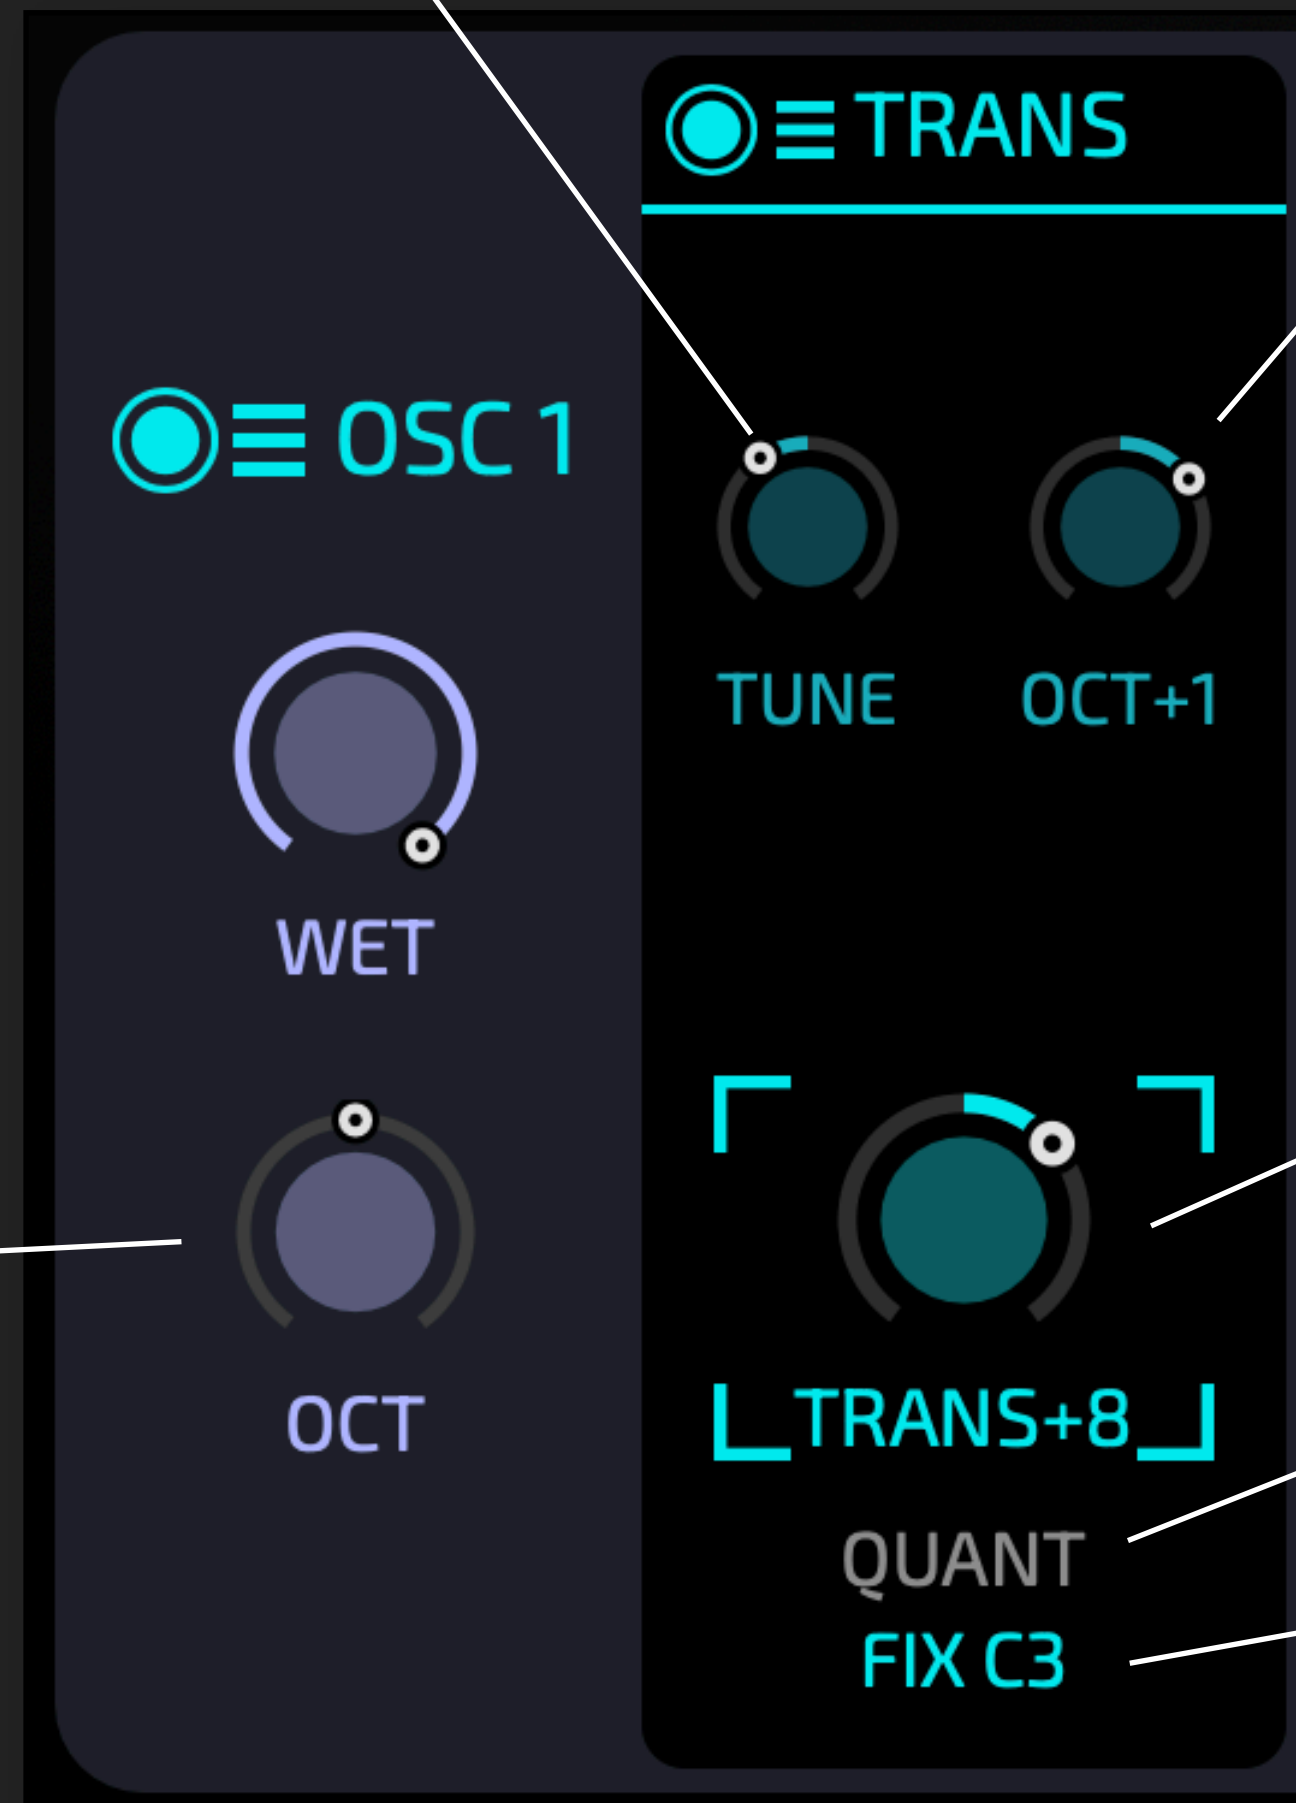 OSC 1
WET
OCT
TRANS
TUNE
OCT+1
TRANS+8
QUANT
FIX C3